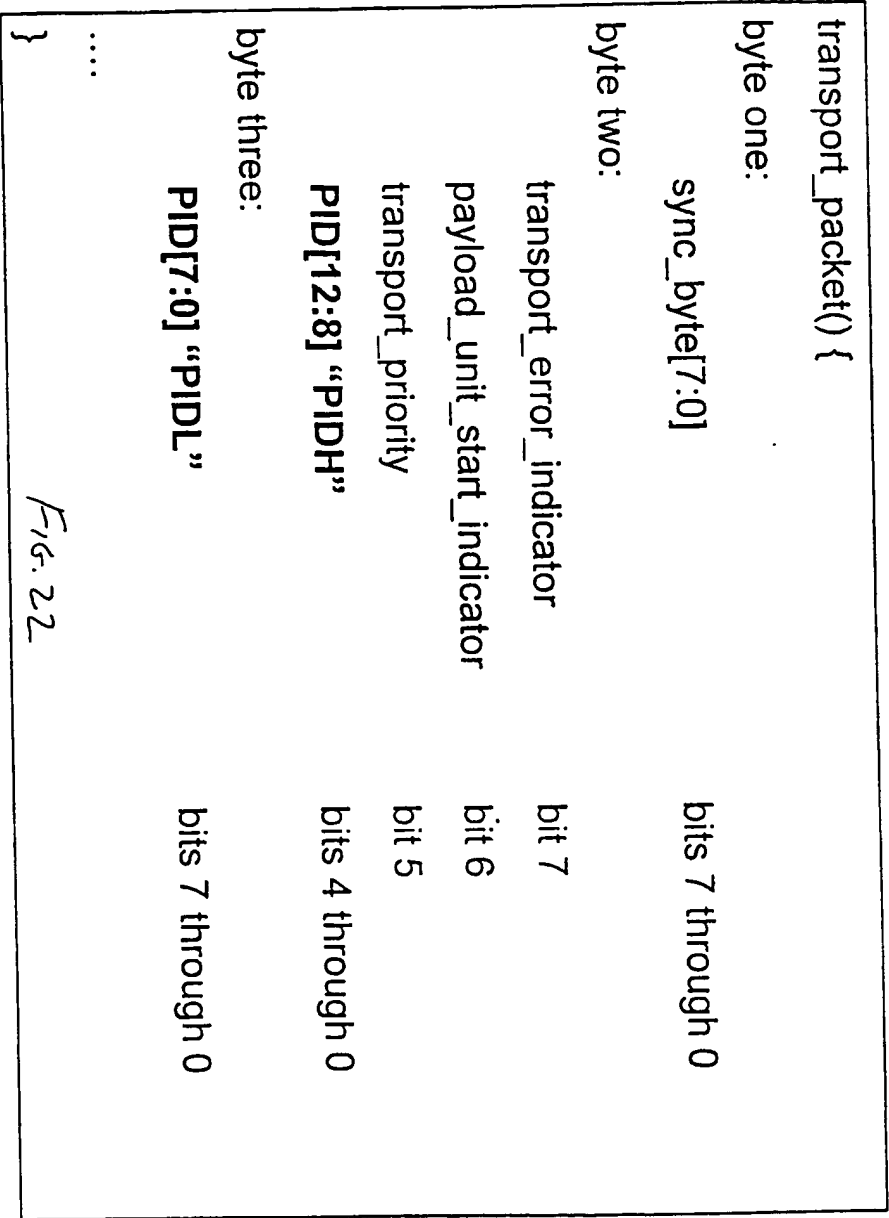 transport_packet() {
byte one:
sync_byte[7:0] bits 7 through 0
byte two:
transport_error_indicator bit 7
payload_unit_start_indicator bit 6
transport_priority bit 5
PID[12:8] “PIDH” bits 4 through 0
byte three:
PID[7:0] “PIDL” bits 7 through 0
....
}
FIG. 22